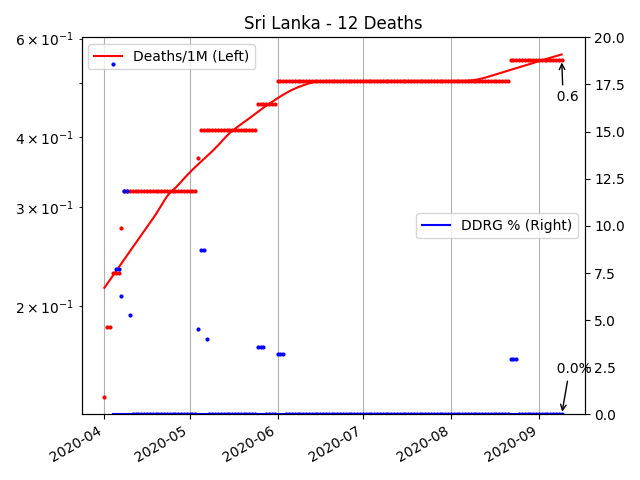 Sri Lanka - 12 Deaths
6 × 10⁻¹
4 × 10⁻¹
3 × 10⁻¹
2 × 10⁻¹
Deaths/1M (Left)
DDRG % (Right)
0.6
0.0%
20.0
17.5
15.0
12.5
10.0
7.5
5.0
2.5
0.0
2020-04
2020-05
2020-06
2020-07
2020-08
2020-09